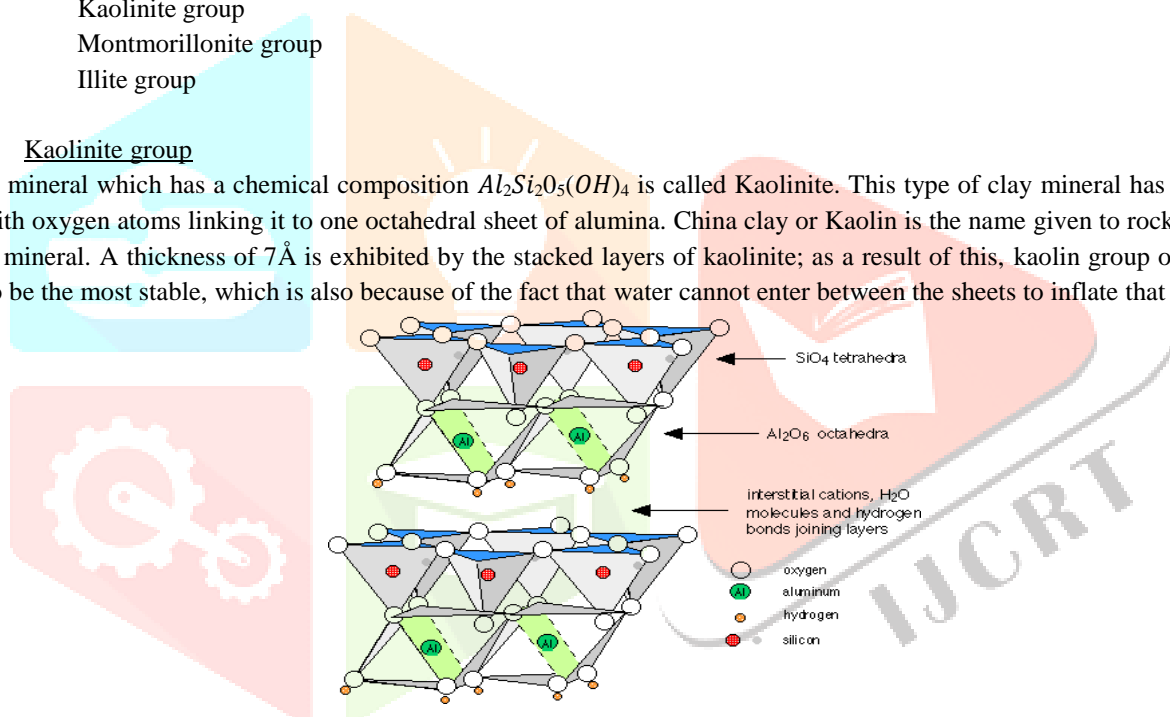 Kaolinite group
Montmorillonite group
Illite group
Kaolinite group
mineral which has a chemical composition Al₂Si₂0₅(OH)₄ is called Kaolinite. This type of clay mineral has
ith oxygen atoms linking it to one octahedral sheet of alumina. China clay or Kaolin is the name given to rock
mineral. A thickness of 7Å is exhibited by the stacked layers of kaolinite; as a result of this, kaolin group o
o be the most stable, which is also because of the fact that water cannot enter between the sheets to inflate that
SiO₄ tetrahedra
Al
Al
Al₂O₆ octahedra
interstitial cations, H₂O
molecules and hydrogen
bonds joining layers
oxygen
Al aluminum
hydrogen
silicon
Al
Al
IJCRT